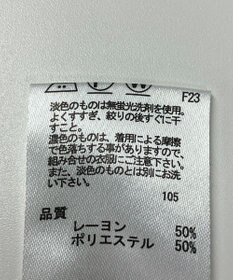 F23
淡色のものは無蛍光洗剤を使用。
よくすすぎ、絞りの後すぐに干
すこと。
濃色のものは、着用による摩擦
で色落ちする事がありますので、
組み合せの衣服にご注意下さい。
また、淡色のものとは別にお洗
い下さい。
105
品質
レーヨン 50%
ポリエステル 50%